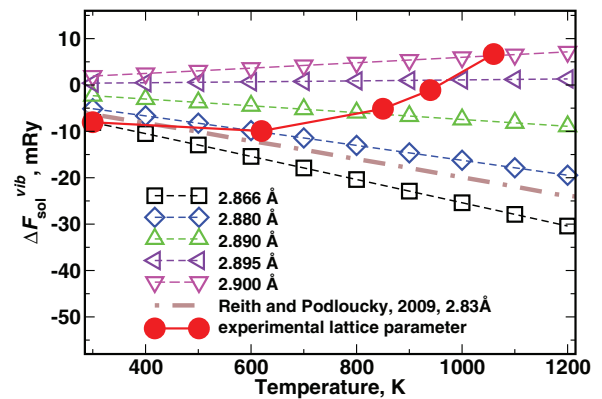 10
0
-10
-20
-30
-40
-50
ΔF_sol^vib, mRy
2.866 Å
2.880 Å
2.890 Å
2.895 Å
2.900 Å
Reith and Podloucky, 2009, 2.83Å
experimental lattice parameter
400 600 800 1000 1200
Temperature, K